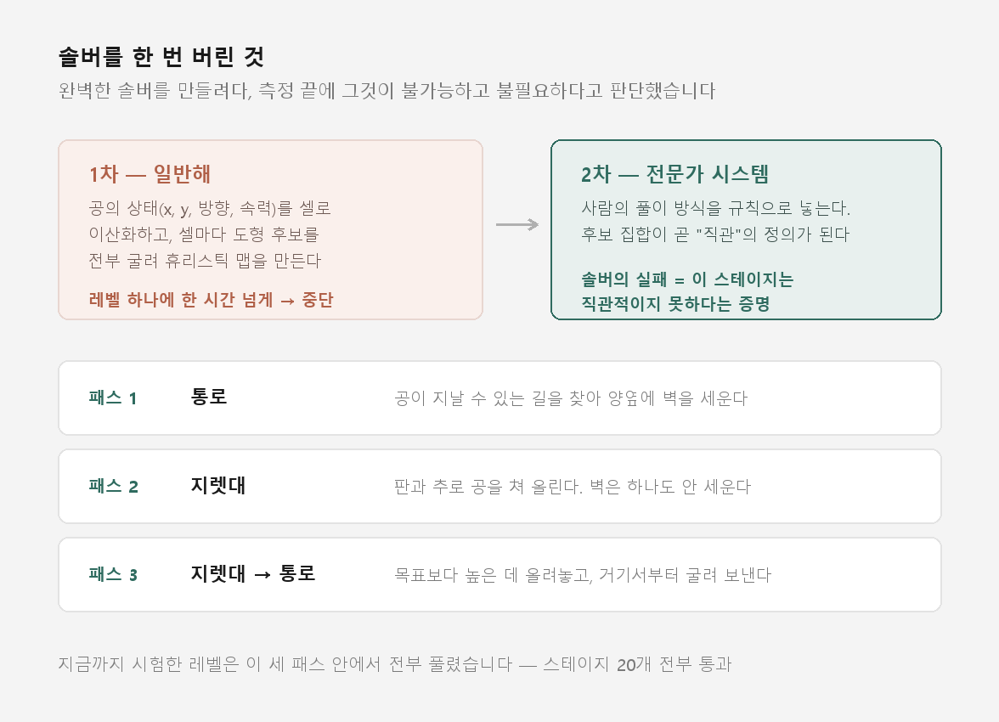 솔버를 한 번 버린 것
완벽한 솔버를 만들려다, 측정 끝에 그것이 불가능하고 불필요하다고 판단했습니다
1차 — 일반해
공의 상태(x, y, 방향, 속력)를 셀로
이산화하고, 셀마다 도형 후보를
전부 굴려 휴리스틱 맵을 만든다
레벨 하나에 한 시간 넘게 → 중단
2차 — 전문가 시스템
사람의 풀이 방식을 규칙으로 넣는다.
후보 집합이 곧 "직관"의 정의가 된다
솔버의 실패 = 이 스테이지는
직관적이지 못하다는 증명
패스 1
통로
공이 지날 수 있는 길을 찾아 양옆에 벽을 세운다
패스 2
지렛대
판과 추로 공을 쳐 올린다. 벽은 하나도 안 세운다
패스 3
지렛대 → 통로
목표보다 높은 데 올려놓고, 거기서부터 굴려 보낸다
지금까지 시험한 레벨은 이 세 패스 안에서 전부 풀렸습니다 — 스테이지 20개 전부 통과